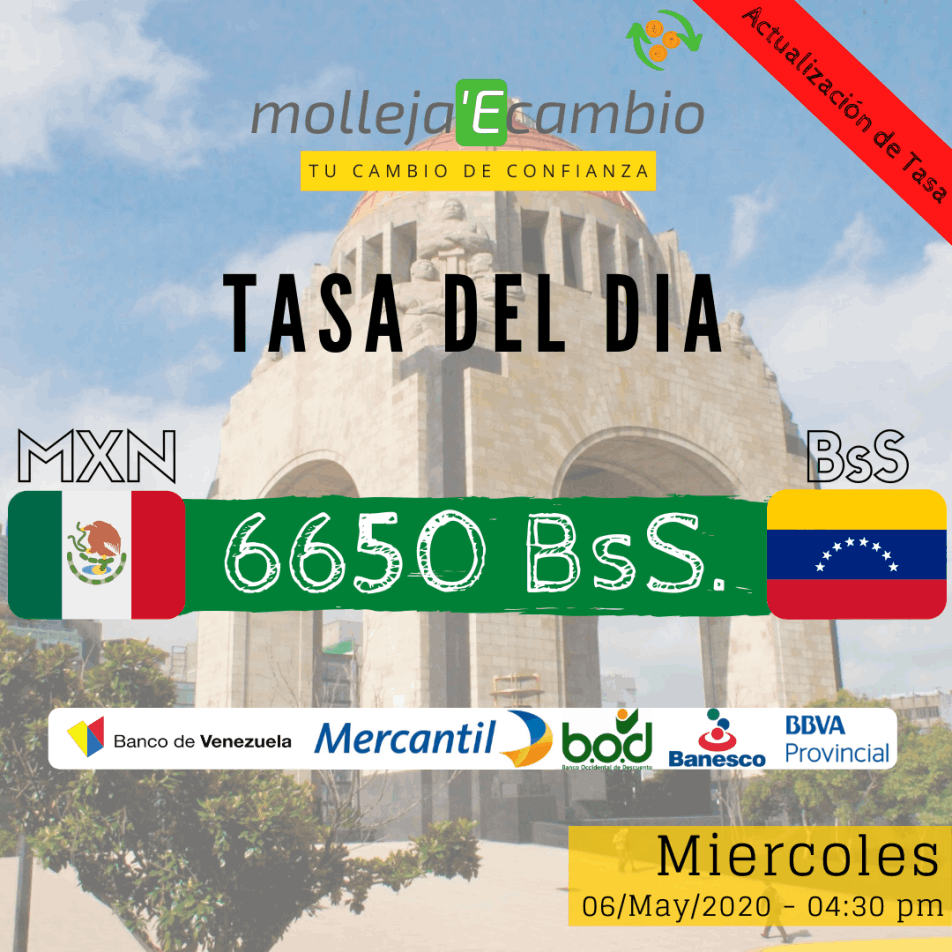 molleja'Ecambio
TU CAMBIO DE CONFIANZA
Actualización de Tasa
TASA DEL DIA
MXN
BsS
6650 BsS.
Banco de Venezuela
Mercantil
b.o.d
Banco Occidental de Descuento
Banesco
BBVA
Provincial
Miercoles
06/May/2020 - 04:30 pm